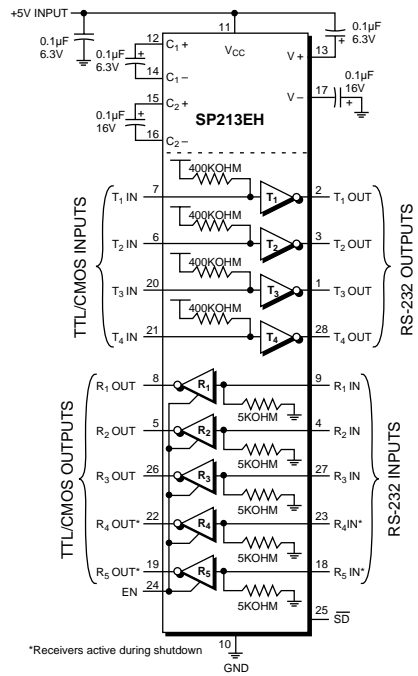 +5V INPUT
0.1µF
6.3V
0.1µF
6.3V
12
C1+
14
C1–
0.1µF
16V
15
C2+
16
C2–
11
VCC
SP213EH
V+
13
0.1µF
6.3V
V–
17
0.1µF
16V
TTL/CMOS INPUTS
T1 IN
7
400KOHM
T1
2
T1 OUT
T2 IN
6
400KOHM
T2
3
T2 OUT
T3 IN
20
400KOHM
T3
1
T3 OUT
T4 IN
21
400KOHM
T4
28
T4 OUT
RS-232 OUTPUTS
TTL/CMOS OUTPUTS
R1 OUT
8
R1
9
R1 IN
5KOHM
R2 OUT
5
R2
4
R2 IN
5KOHM
R3 OUT
26
R3
27
R3 IN
5KOHM
R4 OUT*
22
R4
23
R4IN*
5KOHM
R5 OUT*
19
R5
18
R5 IN*
5KOHM
RS-232 INPUTS
EN
24
25
SD
10
GND
*Receivers active during shutdown